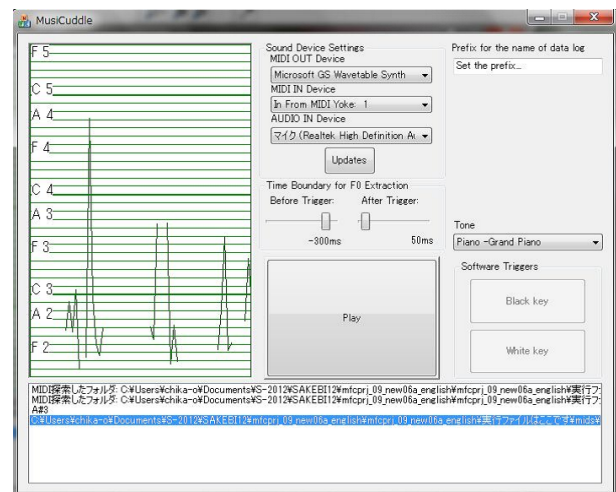 MusiCuddle
F 5
C 5
A 4
F 4
C 4
A 3
F 3
C 3
A 2
F 2
Sound Device Settings
MIDI OUT Device
Microsoft GS Wavetable Synth
MIDI IN Device
In From MIDI Yoke: 1
AUDIO IN Device
マイク (Realtek High Definition Au
Updates
Time Boundary for F0 Extraction
Before Trigger:
After Trigger:
-300ms
50ms
Play
Prefix for the name of data log
Set the prefix...
Tone
Piano -Grand Piano
Software Triggers
Black key
White key
MIDI探索したフォルダ: C:¥Users¥chika-o¥Documents¥S-2012¥SAKEBI12¥mfcprj_09_new06a_english¥mfcprj_09_new06a_english¥実行フ
MIDI探索したフォルダ: C:¥Users¥chika-o¥Documents¥S-2012¥SAKEBI12¥mfcprj_09_new06a_english¥mfcprj_09_new06a_english¥実行フ
A#3
C:¥Users¥chika-o¥Documents¥S-2012¥SAKEBI12¥mfcprj_09_new06a_english¥mfcprj_09_new06a_english¥実行ファイルはここです¥mids¥